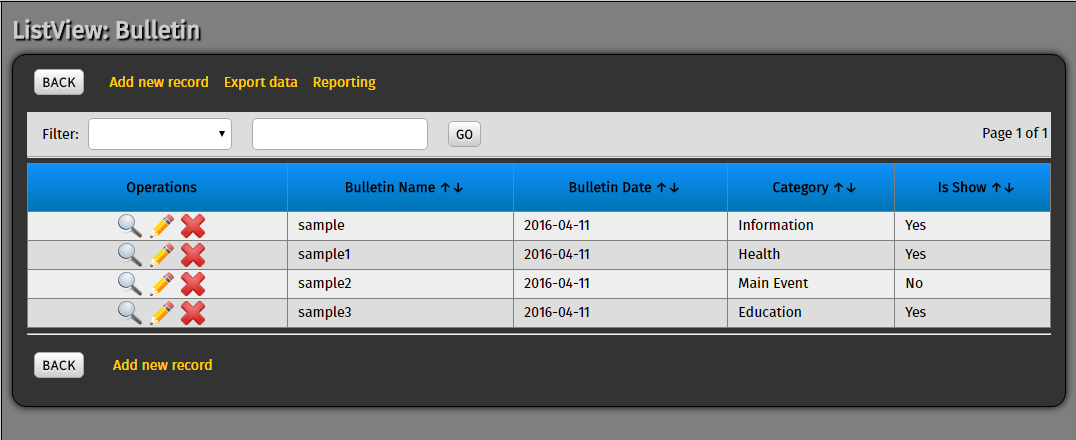 ListView: Bulletin
BACK Add new record Export data Reporting
Filter: GO Page 1 of 1
Operations Bulletin Name ↑↓ Bulletin Date ↑↓ Category ↑↓ Is Show ↑↓
sample 2016-04-11 Information Yes
sample1 2016-04-11 Health Yes
sample2 2016-04-11 Main Event No
sample3 2016-04-11 Education Yes
BACK Add new record